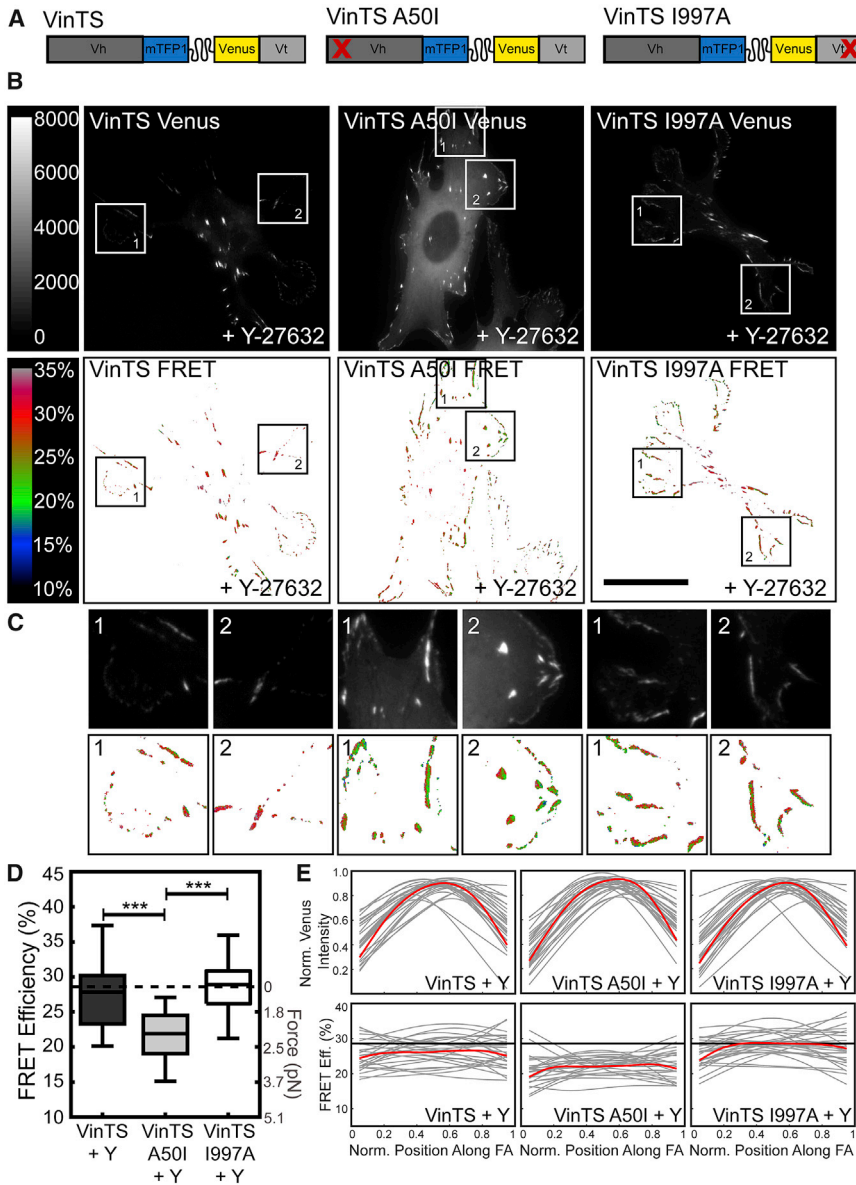 A
VinTS
VinTS A50I
VinTS I997A
Vh mTFP1 Venus Vt
X Vh mTFP1 Venus Vt
Vh mTFP1 Venus Vt X
B
8000
6000
4000
2000
0
VinTS Venus
1
2
+ Y-27632
VinTS A50I Venus
1
2
+ Y-27632
VinTS I997A Venus
1
2
+ Y-27632
35%
30%
25%
20%
15%
10%
VinTS FRET
1
2
+ Y-27632
VinTS A50I FRET
1
2
+ Y-27632
VinTS I997A FRET
1
2
+ Y-27632
C
1 2 1 2 1 2
1 2 1 2 1 2
D
FRET Efficiency (%)
45
40
35
30
25
20
15
10
***
***
0
1.8
2.5
3.7
5.1
Force (pN)
VinTS
+ Y
VinTS
A50I
+ Y
VinTS
I997A
+ Y
E
Norm. Venus
Intensity
1.0
0.8
0.6
0.4
0.2
VinTS + Y
VinTS A50I + Y
VinTS I997A + Y
FRET Eff. (%)
40
30
20
10
VinTS + Y
VinTS A50I + Y
VinTS I997A + Y
0 0.2 0.4 0.6 0.8 1
0 0.2 0.4 0.6 0.8 1
0 0.2 0.4 0.6 0.8 1
Norm. Position Along FA
Norm. Position Along FA
Norm. Position Along FA